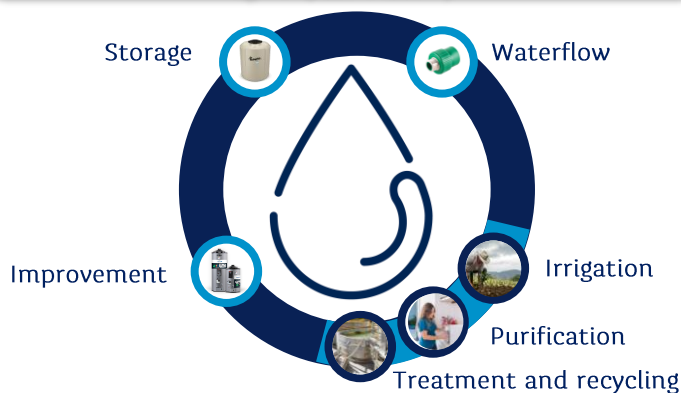 Storage
Waterflow
Improvement
Irrigation
Purification
Treatment and recycling